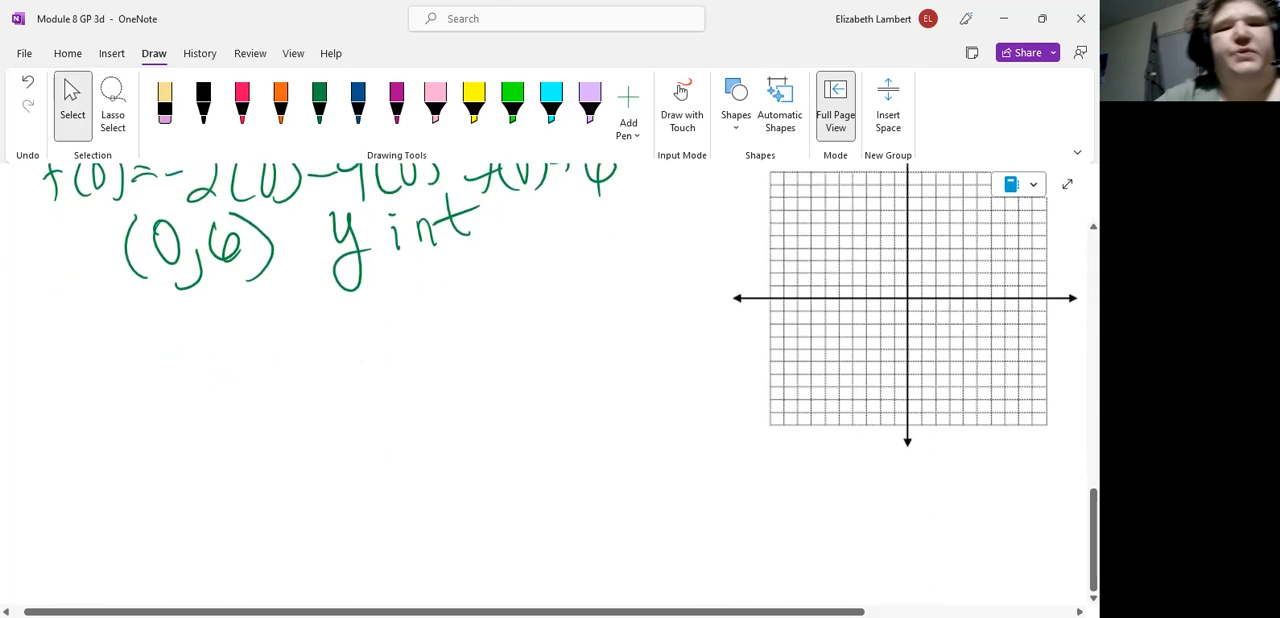 Module 8 GP 3d - OneNote
Search
Elizabeth Lambert
EL
File Home Insert Draw History Review View Help
Share
Undo
Select
Lasso Select
Add Pen
Draw with Touch
Shapes
Automatic Shapes
Full Page View
Insert Space
Selection
Drawing Tools
Input Mode
Shapes
Mode
New Group
(0,6) y int